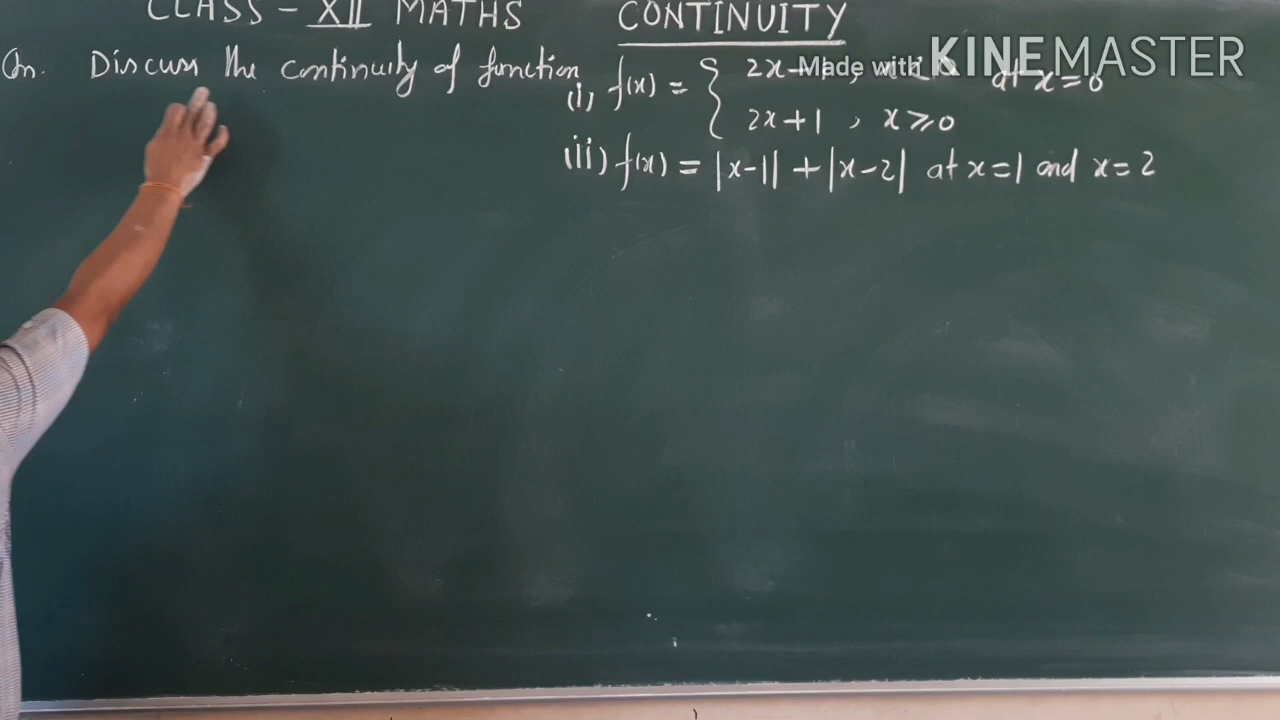 CLASS - XII MATHS CONTINUITY
Qn. Discuss the continuity of function
(i) f(x) = { 2x- at x=0
2x+1 , x ≥ 0
(ii) f(x) = |x-1| + |x-2| at x=1 and x=2
Made with KINEMASTER